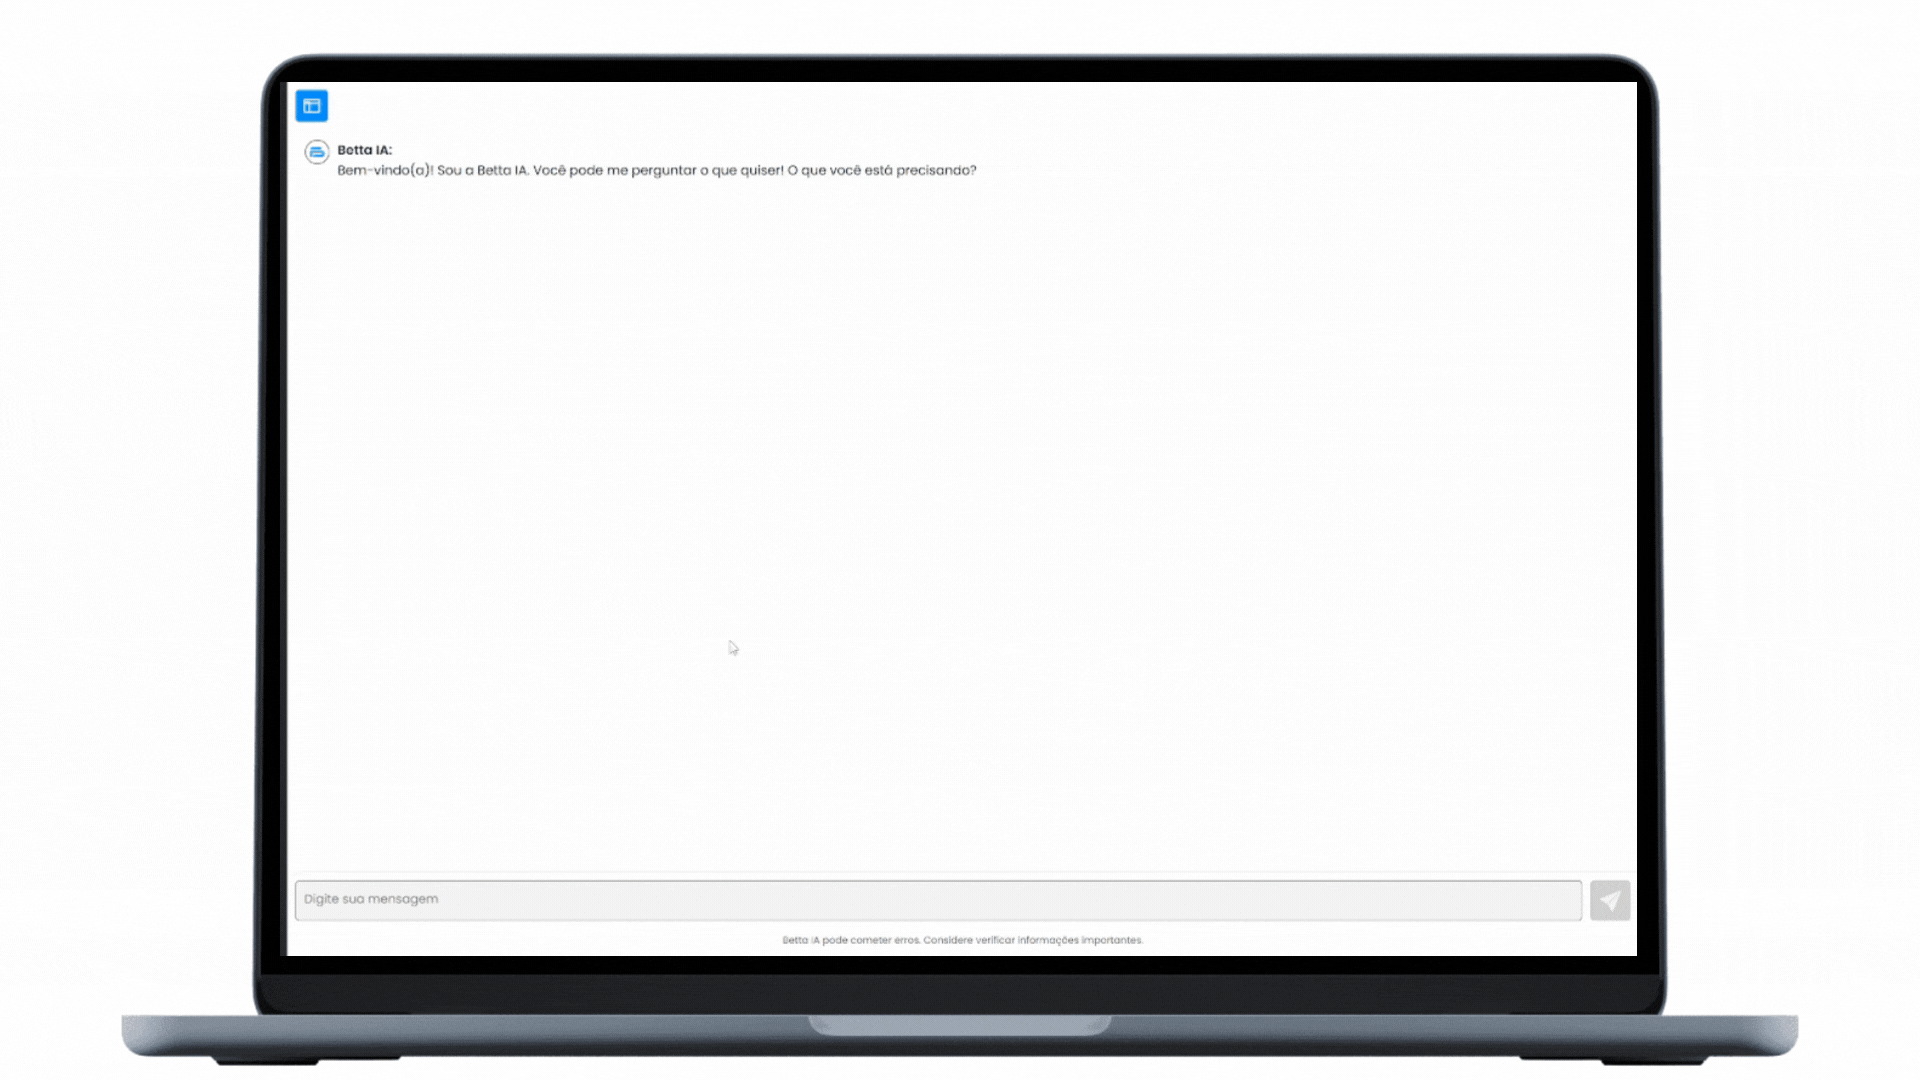 Betta IA:
Bem-vindo(a)! Sou a Betta IA. Você pode me perguntar o que quiser! O que você está precisando?
Digite sua mensagem
Betta IA pode cometer erros. Considere verificar informações importantes.